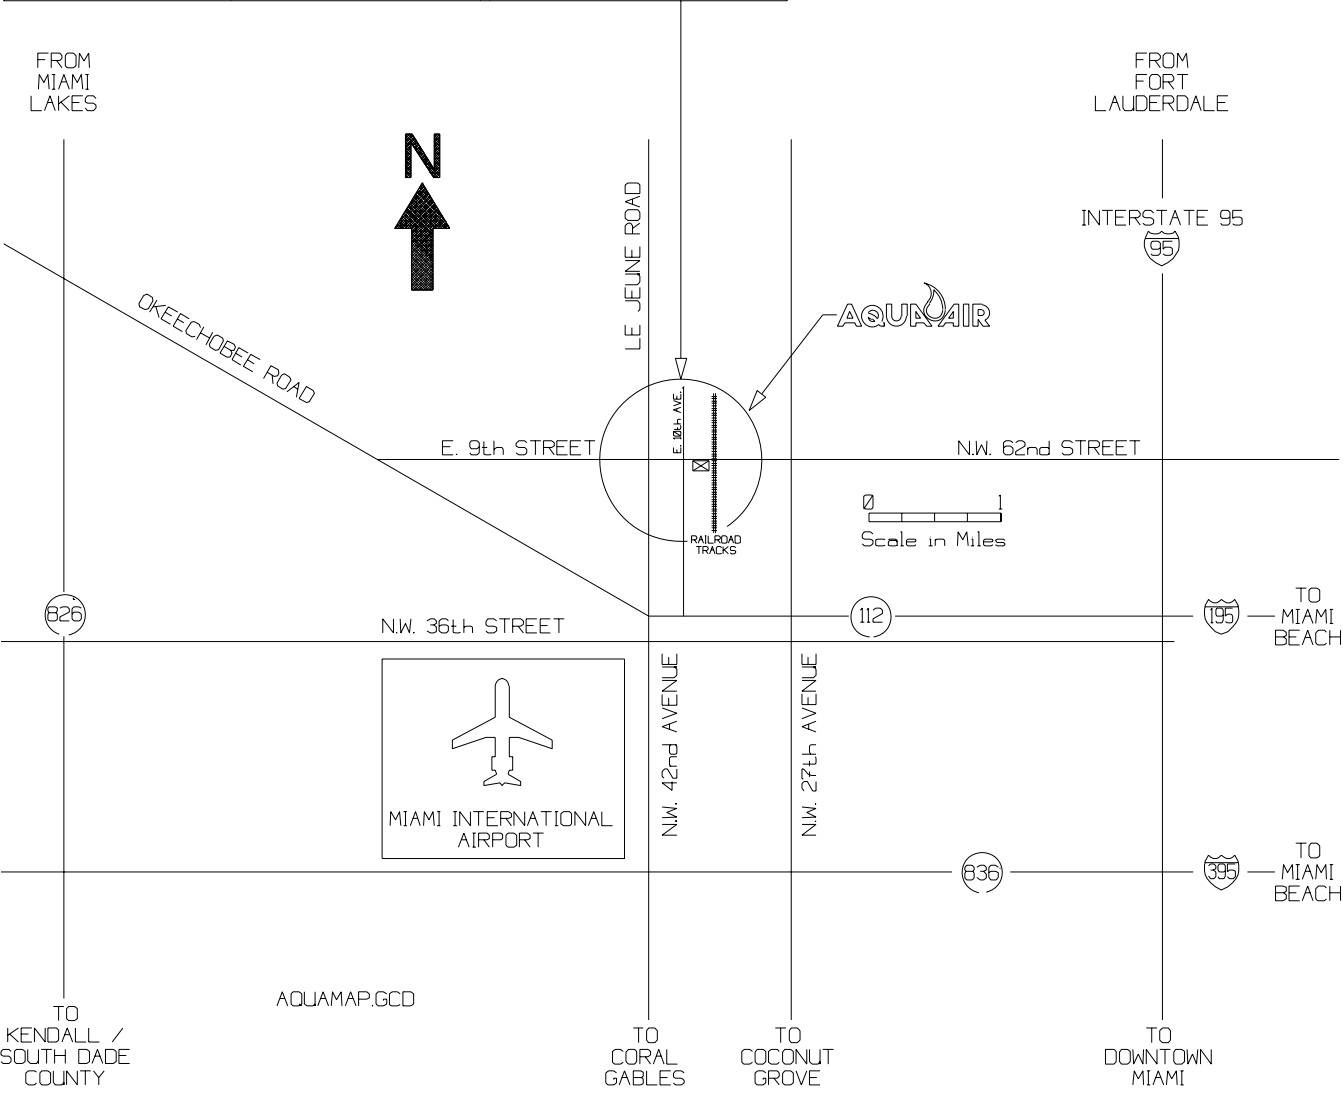 FROM
MIAMI
LAKES
FROM
FORT
LAUDERDALE
N
INTERSTATE 95
95
LE JEUNE ROAD
OKEECHOBEE ROAD
AQUA AIR
E. 10th AVE.
E. 9th STREET
N.W. 62nd STREET
0 1
Scale in Miles
RAILROAD
TRACKS
826
112
195
TO
MIAMI
BEACH
N.W. 36th STREET
N.W. 42nd AVENUE
N.W. 27th AVENUE
MIAMI INTERNATIONAL
AIRPORT
836
395
TO
MIAMI
BEACH
AQUAMAP.GCD
TO
KENDALL /
SOUTH DADE
COUNTY
TO
CORAL
GABLES
TO
COCONUT
GROVE
TO
DOWNTOWN
MIAMI